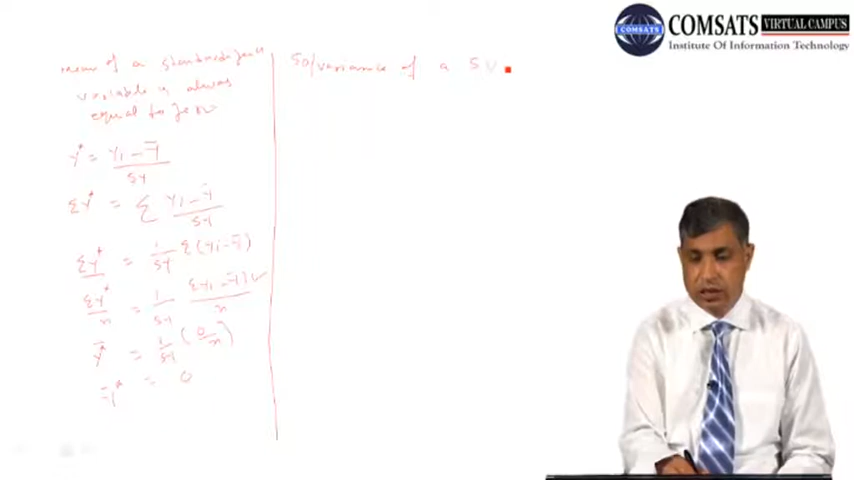 COMSATS VIRTUAL CAMPUS
Institute Of Information Technology
COMSATS
mean of a standardized
variable is always
equal to zero
y* = yi - ȳ / sy
Σy* = Σ yi - ȳ / sy
Σy* = 1/sy Σ(yi - ȳ)
Σy*/n = 1/sy Σ(yi - ȳ)/n
ȳ* = 1/sy (0/n)
ȳ* = 0
SD/variance of a S V